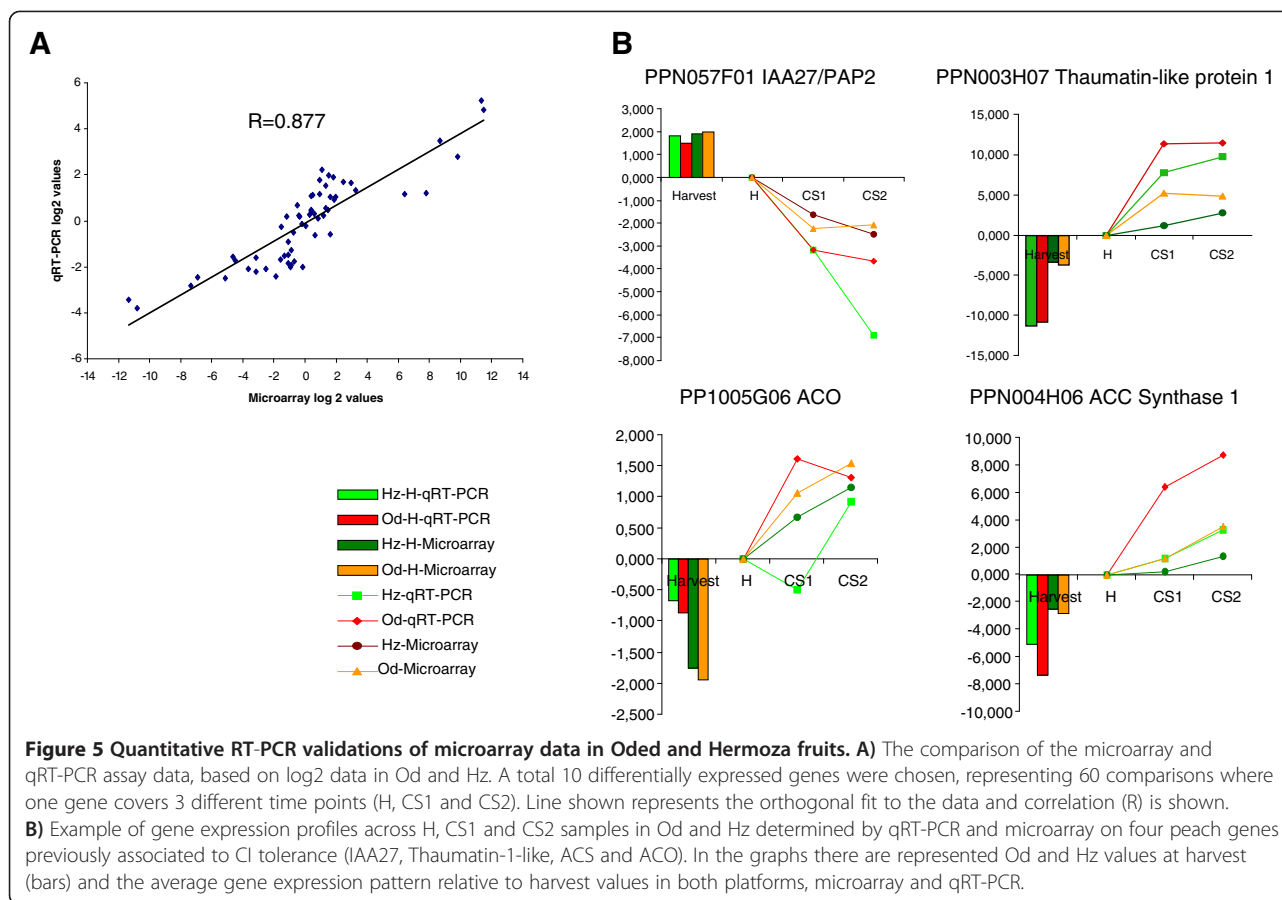 A
B
R=0.877
qRT-PCR log2 values
6
4
2
0
-2
-4
-6
-14 -12 -10 -8 -6 -4 -2 0 2 4 6 8 10 12 14
Microarray log 2 values
Hz-H-qRT-PCR
Od-H-qRT-PCR
Hz-H-Microarray
Od-H-Microarray
Hz-qRT-PCR
Od-qRT-PCR
Hz-Microarray
Od-Microarray
PPN057F01 IAA27/PAP2
3,000
2,000
1,000
0,000
-1,000
-2,000
-3,000
-4,000
-5,000
-6,000
-7,000
-8,000
Harvest H CS1 CS2
PPN003H07 Thaumatin-like protein 1
15,000
10,000
5,000
0,000
-5,000
-10,000
-15,000
Harvest H CS1 CS2
PP1005G06 ACO
2,000
1,500
1,000
0,500
0,000
-0,500
-1,000
-1,500
-2,000
-2,500
Harvest H CS1 CS2
PPN004H06 ACC Synthase 1
10,000
8,000
6,000
4,000
2,000
0,000
-2,000
-4,000
-6,000
-8,000
-10,000
Harvest H CS1 CS2
Figure 5 Quantitative RT-PCR validations of microarray data in Oded and Hermoza fruits. A) The comparison of the microarray and
qRT-PCR assay data, based on log2 data in Od and Hz. A total 10 differentially expressed genes were chosen, representing 60 comparisons where
one gene covers 3 different time points (H, CS1 and CS2). Line shown represents the orthogonal fit to the data and correlation (R) is shown.
B) Example of gene expression profiles across H, CS1 and CS2 samples in Od and Hz determined by qRT-PCR and microarray on four peach genes
previously associated to CI tolerance (IAA27, Thaumatin-1-like, ACS and ACO). In the graphs there are represented Od and Hz values at harvest
(bars) and the average gene expression pattern relative to harvest values in both platforms, microarray and qRT-PCR.